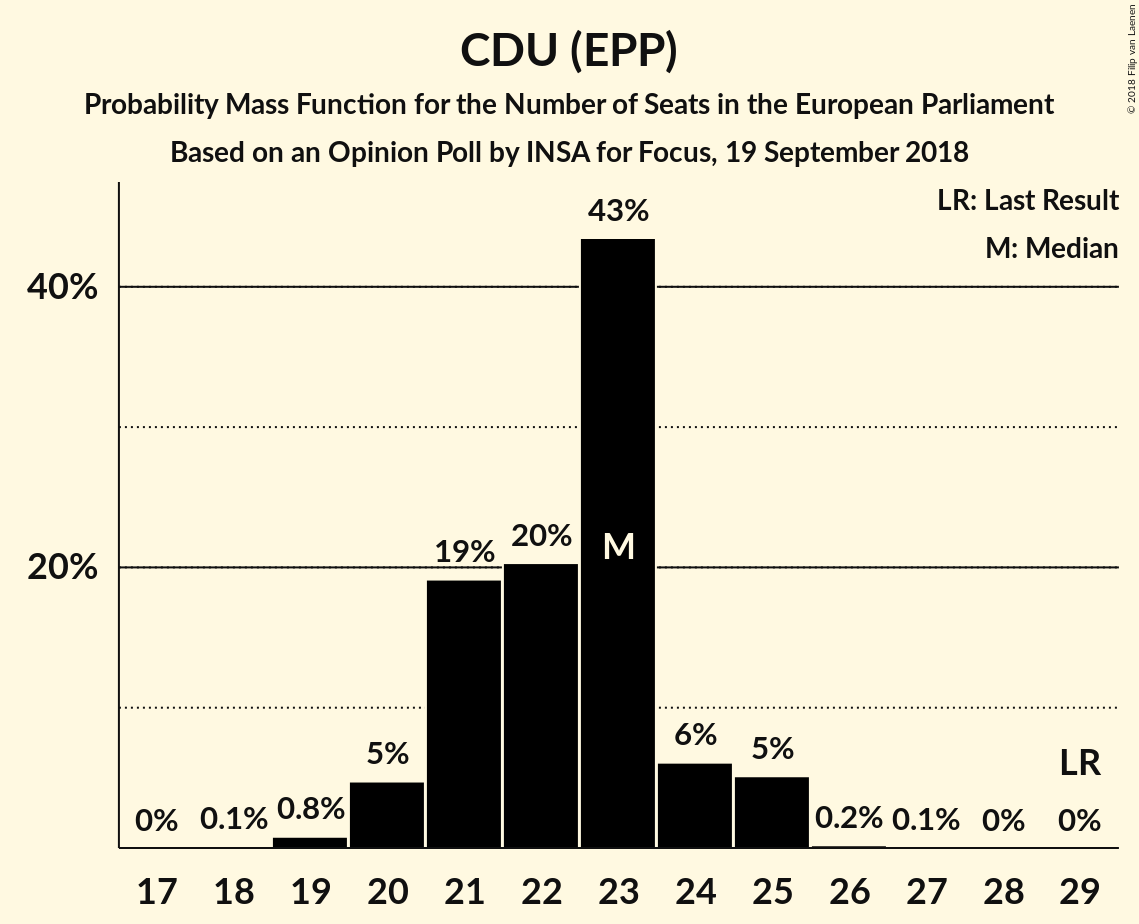 CDU (EPP)
Probability Mass Function for the Number of Seats in the European Parliament
Based on an Opinion Poll by INSA for Focus, 19 September 2018
© 2018 Filip van Laenen
LR: Last Result
M: Median
43%
40%
M
20%
19%
20%
6%
5%
5%
LR
0%
0.1%
0.8%
0.2%
0.1%
0%
0%
17 18 19 20 21 22 23 24 25 26 27 28 29